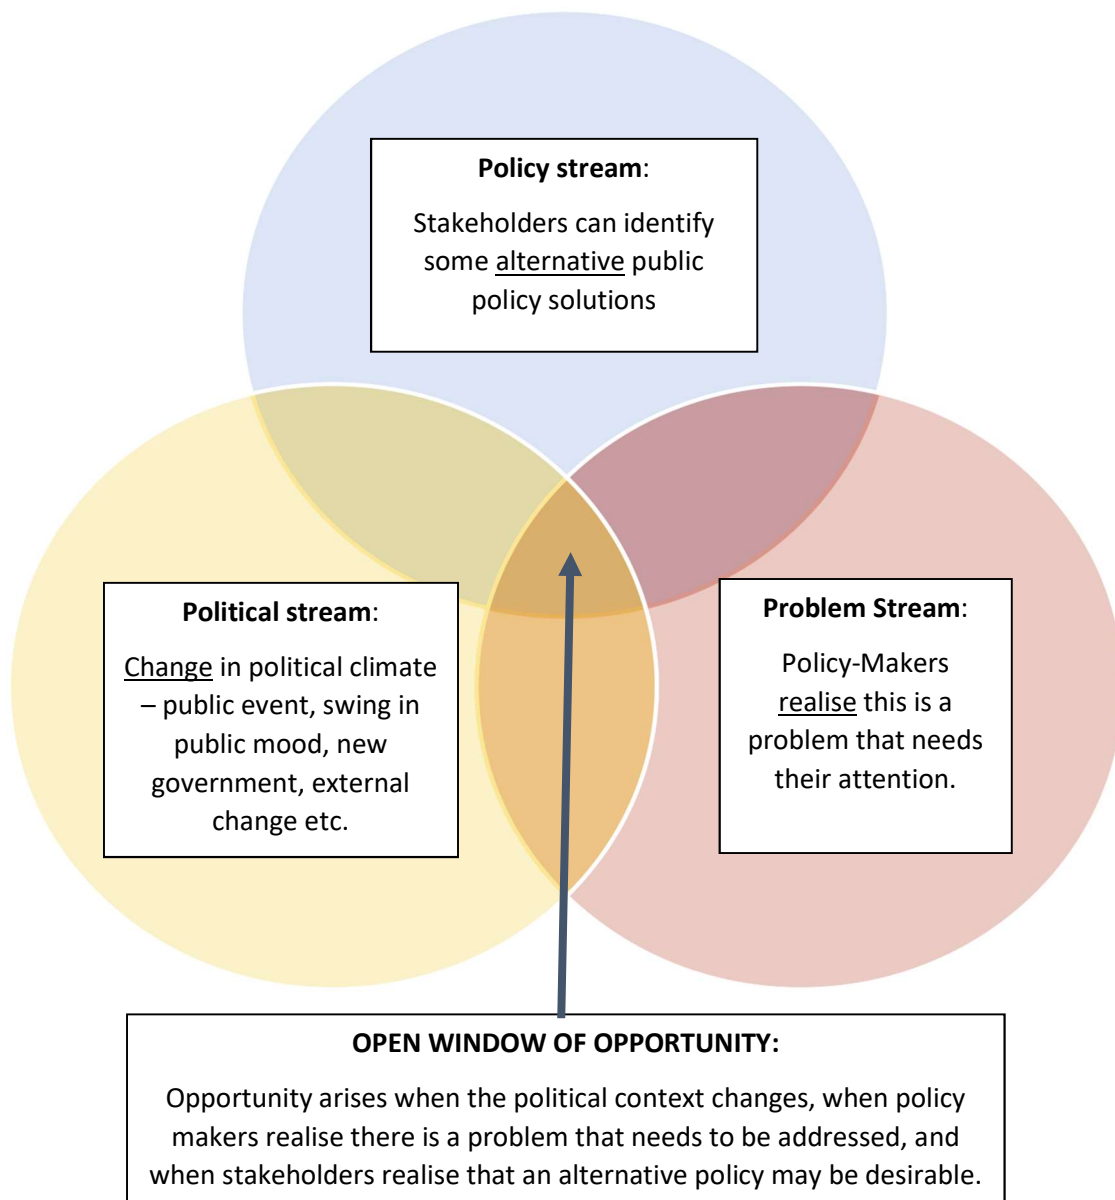 Policy stream:
Stakeholders can identify
some alternative public
policy solutions
Political stream:
Change in political climate
– public event, swing in
public mood, new
government, external
change etc.
Problem Stream:
Policy-Makers
realise this is a
problem that needs
their attention.
OPEN WINDOW OF OPPORTUNITY:
Opportunity arises when the political context changes, when policy
makers realise there is a problem that needs to be addressed, and
when stakeholders realise that an alternative policy may be desirable.